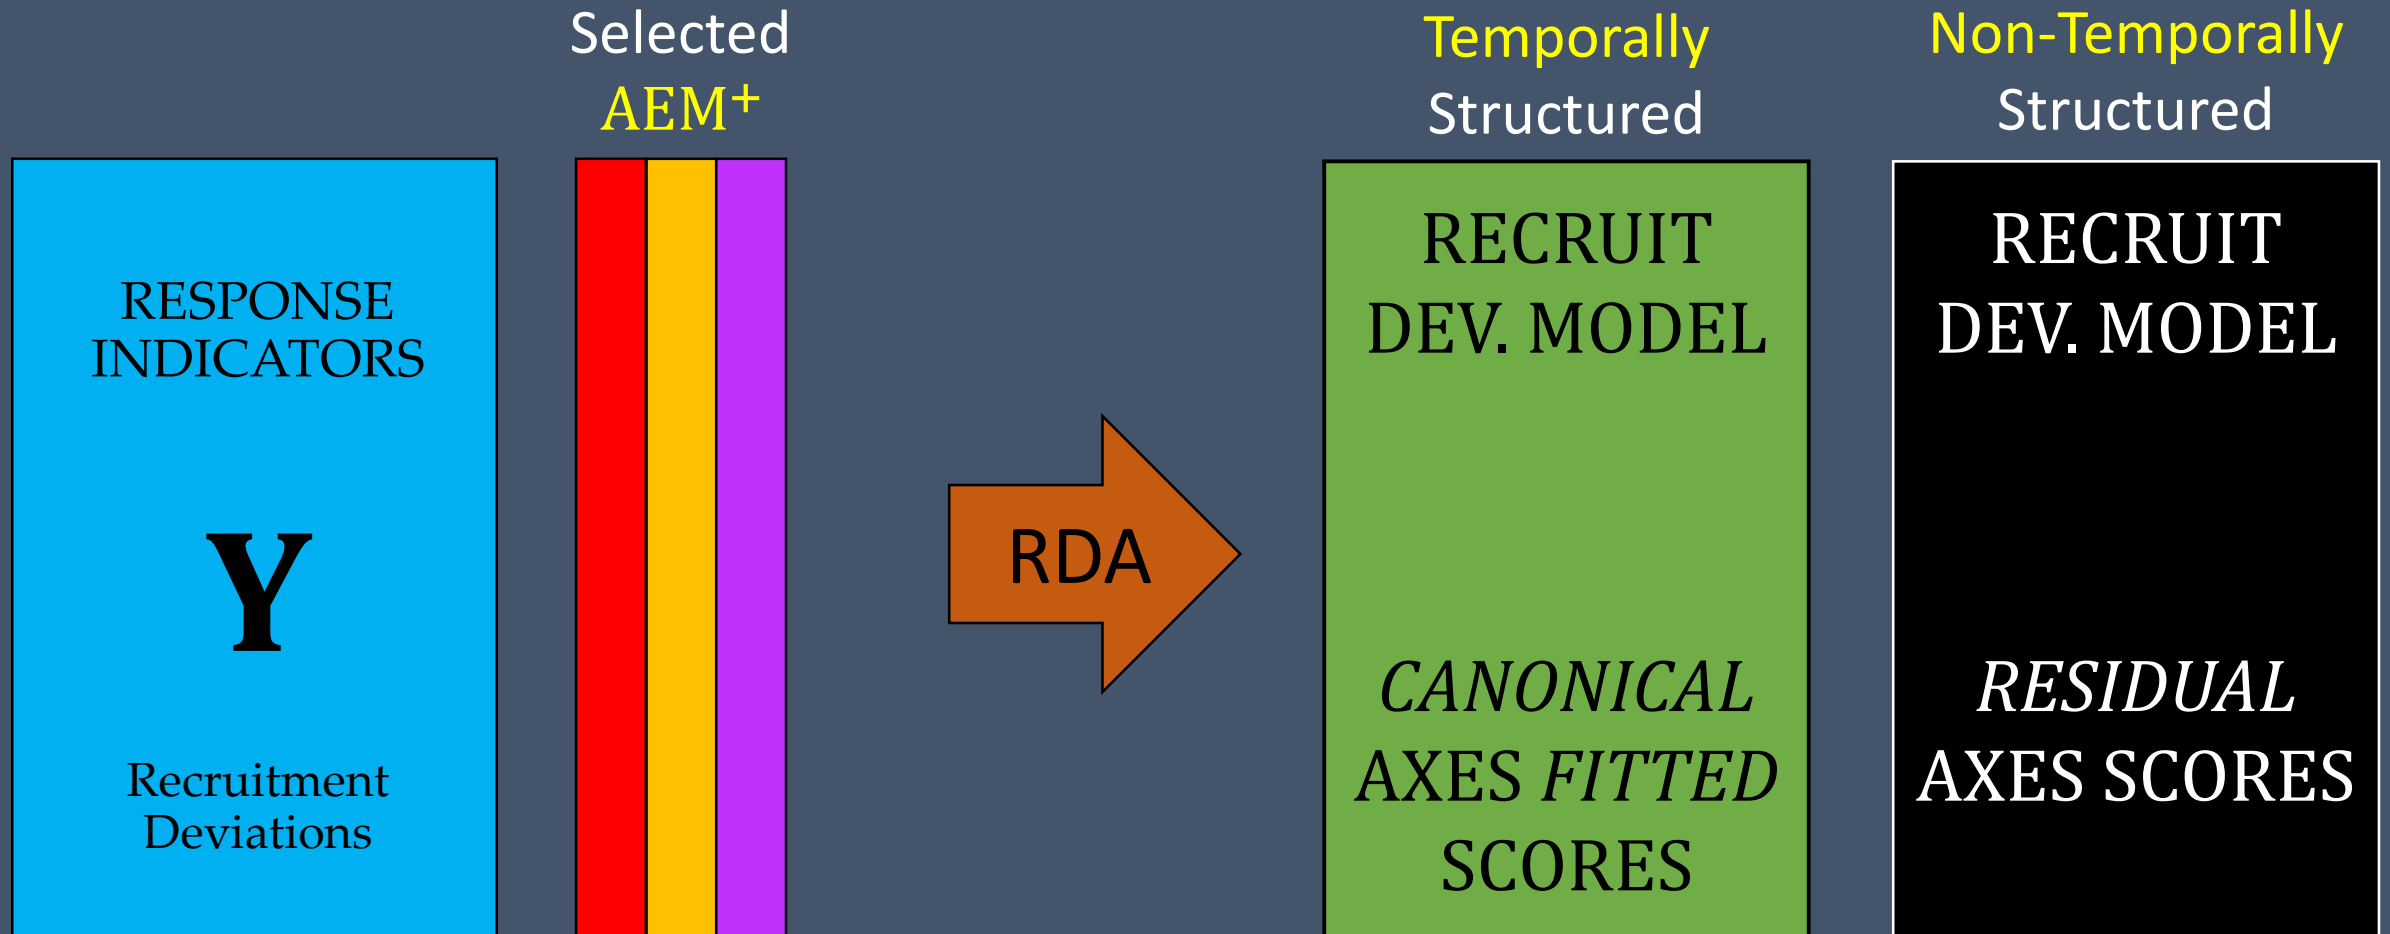 Selected
AEM⁺
Temporally
Structured
Non-Temporally
Structured
RESPONSE
INDICATORS
Y
Recruitment
Deviations
RDA
RECRUIT
DEV. MODEL
CANONICAL
AXES FITTED
SCORES
RECRUIT
DEV. MODEL
RESIDUAL
AXES SCORES